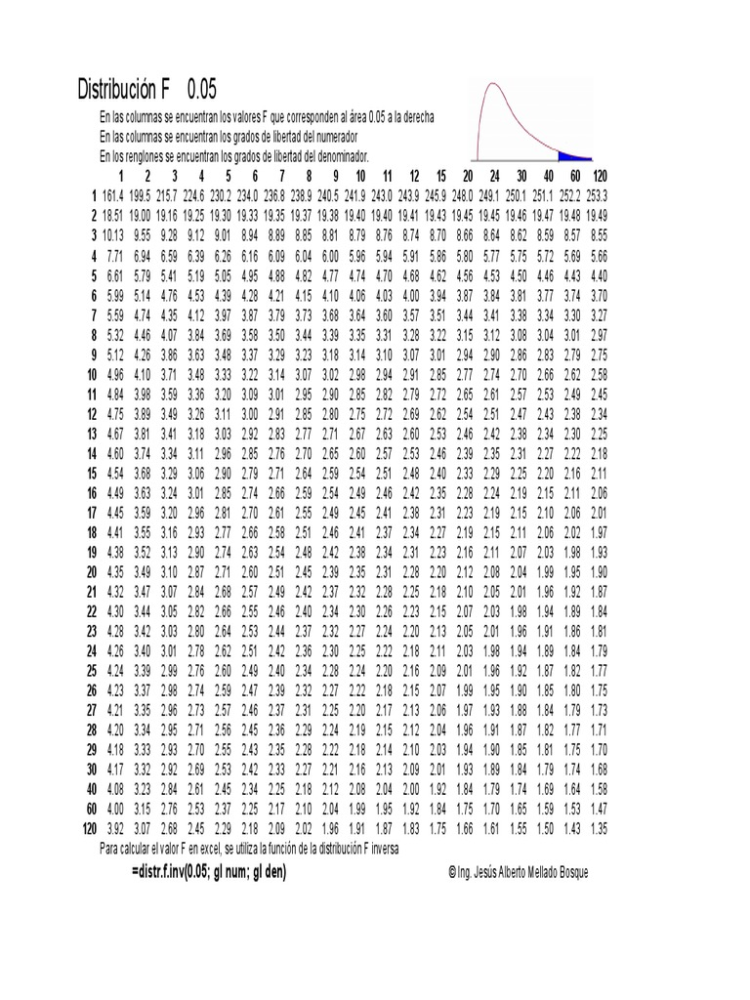 Distribución F 0.05
En las columnas se encuentran los valores F que corresponden al área 0.05 a la derecha
En las columnas se encuentran los grados de libertad del numerador
En los renglones se encuentran los grados de libertad del denominador.
1 2 3 4 5 6 7 8 9 10 11 12 15 20 24 30 40 60 120
1 161.4 199.5 215.7 224.6 230.2 234.0 236.8 238.9 240.5 241.9 243.0 243.9 245.9 248.0 249.1 250.1 251.1 252.2 253.3
2 18.51 19.00 19.16 19.25 19.30 19.33 19.35 19.37 19.38 19.40 19.40 19.41 19.43 19.45 19.45 19.46 19.47 19.48 19.49
3 10.13 9.55 9.28 9.12 9.01 8.94 8.89 8.85 8.81 8.79 8.76 8.74 8.70 8.66 8.64 8.62 8.59 8.57 8.55
4 7.71 6.94 6.59 6.39 6.26 6.16 6.09 6.04 6.00 5.96 5.94 5.91 5.86 5.80 5.77 5.75 5.72 5.69 5.66
5 6.61 5.79 5.41 5.19 5.05 4.95 4.88 4.82 4.77 4.74 4.70 4.68 4.62 4.56 4.53 4.50 4.46 4.43 4.40
6 5.99 5.14 4.76 4.53 4.39 4.28 4.21 4.15 4.10 4.06 4.03 4.00 3.94 3.87 3.84 3.81 3.77 3.74 3.70
7 5.59 4.74 4.35 4.12 3.97 3.87 3.79 3.73 3.68 3.64 3.60 3.57 3.51 3.44 3.41 3.38 3.34 3.30 3.27
8 5.32 4.46 4.07 3.84 3.69 3.58 3.50 3.44 3.39 3.35 3.31 3.28 3.22 3.15 3.12 3.08 3.04 3.01 2.97
9 5.12 4.26 3.86 3.63 3.48 3.37 3.29 3.23 3.18 3.14 3.10 3.07 3.01 2.94 2.90 2.86 2.83 2.79 2.75
10 4.96 4.10 3.71 3.48 3.33 3.22 3.14 3.07 3.02 2.98 2.94 2.91 2.85 2.77 2.74 2.70 2.66 2.62 2.58
11 4.84 3.98 3.59 3.36 3.20 3.09 3.01 2.95 2.90 2.85 2.82 2.79 2.72 2.65 2.61 2.57 2.53 2.49 2.45
12 4.75 3.89 3.49 3.26 3.11 3.00 2.91 2.85 2.80 2.75 2.72 2.69 2.62 2.54 2.51 2.47 2.43 2.38 2.34
13 4.67 3.81 3.41 3.18 3.03 2.92 2.83 2.77 2.71 2.67 2.63 2.60 2.53 2.46 2.42 2.38 2.34 2.30 2.25
14 4.60 3.74 3.34 3.11 2.96 2.85 2.76 2.70 2.65 2.60 2.57 2.53 2.46 2.39 2.35 2.31 2.27 2.22 2.18
15 4.54 3.68 3.29 3.06 2.90 2.79 2.71 2.64 2.59 2.54 2.51 2.48 2.40 2.33 2.29 2.25 2.20 2.16 2.11
16 4.49 3.63 3.24 3.01 2.85 2.74 2.66 2.59 2.54 2.49 2.46 2.42 2.35 2.28 2.24 2.19 2.15 2.11 2.06
17 4.45 3.59 3.20 2.96 2.81 2.70 2.61 2.55 2.49 2.45 2.41 2.38 2.31 2.23 2.19 2.15 2.10 2.06 2.01
18 4.41 3.55 3.16 2.93 2.77 2.66 2.58 2.51 2.46 2.41 2.37 2.34 2.27 2.19 2.15 2.11 2.06 2.02 1.97
19 4.38 3.52 3.13 2.90 2.74 2.63 2.54 2.48 2.42 2.38 2.34 2.31 2.23 2.16 2.11 2.07 2.03 1.98 1.93
20 4.35 3.49 3.10 2.87 2.71 2.60 2.51 2.45 2.39 2.35 2.31 2.28 2.20 2.12 2.08 2.04 1.99 1.95 1.90
21 4.32 3.47 3.07 2.84 2.68 2.57 2.49 2.42 2.37 2.32 2.28 2.25 2.18 2.10 2.05 2.01 1.96 1.92 1.87
22 4.30 3.44 3.05 2.82 2.66 2.55 2.46 2.40 2.34 2.30 2.26 2.23 2.15 2.07 2.03 1.98 1.94 1.89 1.84
23 4.28 3.42 3.03 2.80 2.64 2.53 2.44 2.37 2.32 2.27 2.24 2.20 2.13 2.05 2.01 1.96 1.91 1.86 1.81
24 4.26 3.40 3.01 2.78 2.62 2.51 2.42 2.36 2.30 2.25 2.22 2.18 2.11 2.03 1.98 1.94 1.89 1.84 1.79
25 4.24 3.39 2.99 2.76 2.60 2.49 2.40 2.34 2.28 2.24 2.20 2.16 2.09 2.01 1.96 1.92 1.87 1.82 1.77
26 4.23 3.37 2.98 2.74 2.59 2.47 2.39 2.32 2.27 2.22 2.18 2.15 2.07 1.99 1.95 1.90 1.85 1.80 1.75
27 4.21 3.35 2.96 2.73 2.57 2.46 2.37 2.31 2.25 2.20 2.17 2.13 2.06 1.97 1.93 1.88 1.84 1.79 1.73
28 4.20 3.34 2.95 2.71 2.56 2.45 2.36 2.29 2.24 2.19 2.15 2.12 2.04 1.96 1.91 1.87 1.82 1.77 1.71
29 4.18 3.33 2.93 2.70 2.55 2.43 2.35 2.28 2.22 2.18 2.14 2.10 2.03 1.94 1.90 1.85 1.81 1.75 1.70
30 4.17 3.32 2.92 2.69 2.53 2.42 2.33 2.27 2.21 2.16 2.13 2.09 2.01 1.93 1.89 1.84 1.79 1.74 1.68
40 4.08 3.23 2.84 2.61 2.45 2.34 2.25 2.18 2.12 2.08 2.04 2.00 1.92 1.84 1.79 1.74 1.69 1.64 1.58
60 4.00 3.15 2.76 2.53 2.37 2.25 2.17 2.10 2.04 1.99 1.95 1.92 1.84 1.75 1.70 1.65 1.59 1.53 1.47
120 3.92 3.07 2.68 2.45 2.29 2.18 2.09 2.02 1.96 1.91 1.87 1.83 1.75 1.66 1.61 1.55 1.50 1.43 1.35
Para calcular el valor F en excel, se utiliza la función de la distribución F inversa
=distr.f.inv(0.05; gl num; gl den)
© Ing. Jesús Alberto Mellado Bosque